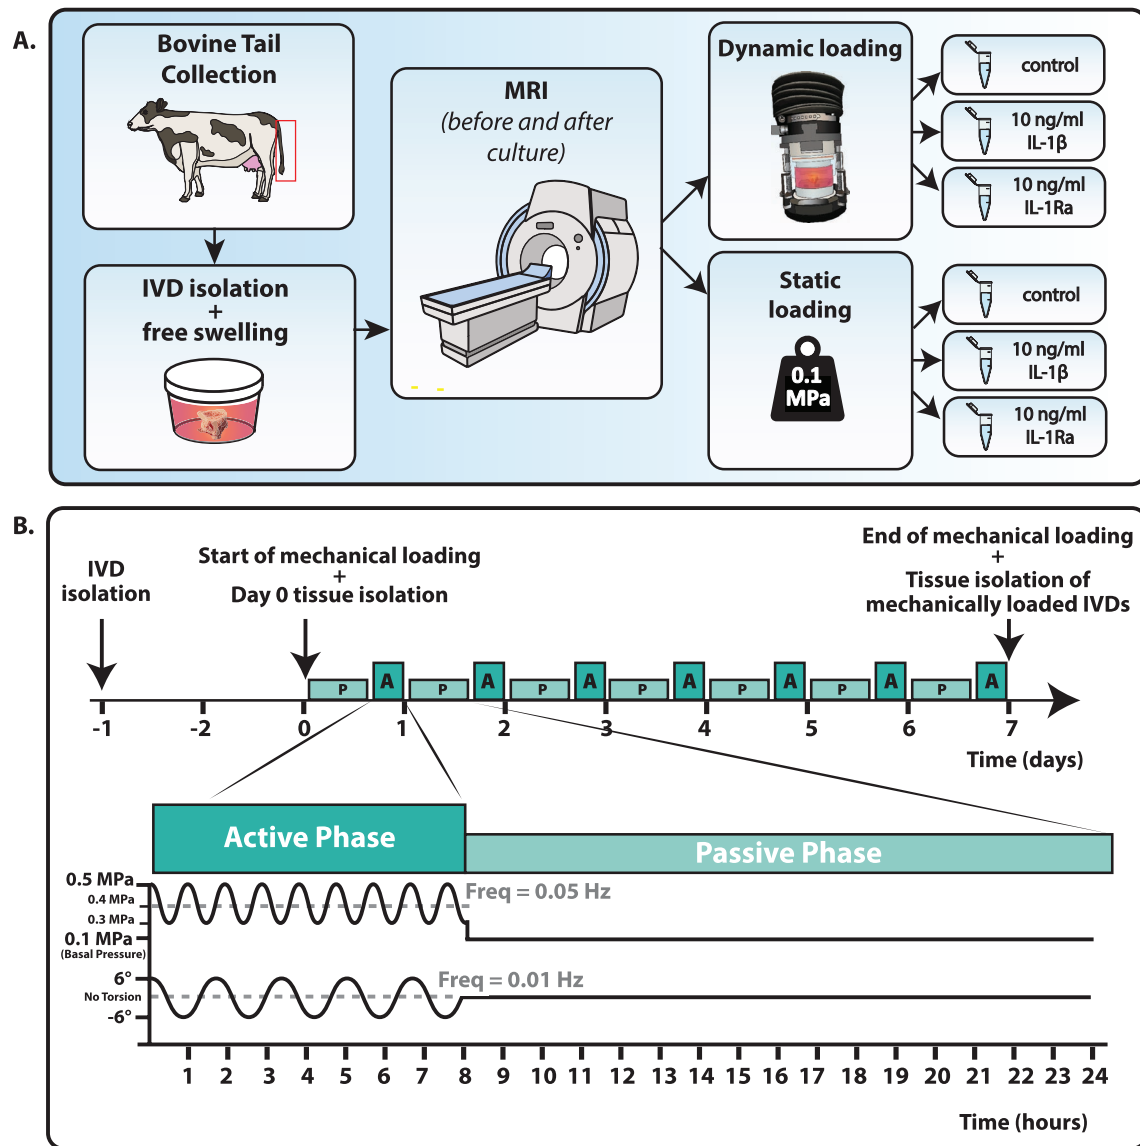 A.
Bovine Tail
Collection
IVD isolation
+
free swelling
MRI
(before and after
culture)
Dynamic loading
Static
loading
0.1
MPa
control
10 ng/ml
IL-1β
10 ng/ml
IL-1Ra
control
10 ng/ml
IL-1β
10 ng/ml
IL-1Ra
B.
IVD
isolation
Start of mechanical loading
+
Day 0 tissue isolation
End of mechanical loading
+
Tissue isolation of
mechanically loaded IVDs
P A P A P A P A P A P A P A
-1 -2 0 1 2 3 4 5 6 7
Time (days)
Active Phase
Passive Phase
0.5 MPa
0.4 MPa
0.3 MPa
0.1 MPa
(Basal Pressure)
Freq = 0.05 Hz
6°
No Torsion
-6°
Freq = 0.01 Hz
1 2 3 4 5 6 7 8 9 10 11 12 13 14 15 16 17 18 19 20 21 22 23 24
Time (hours)